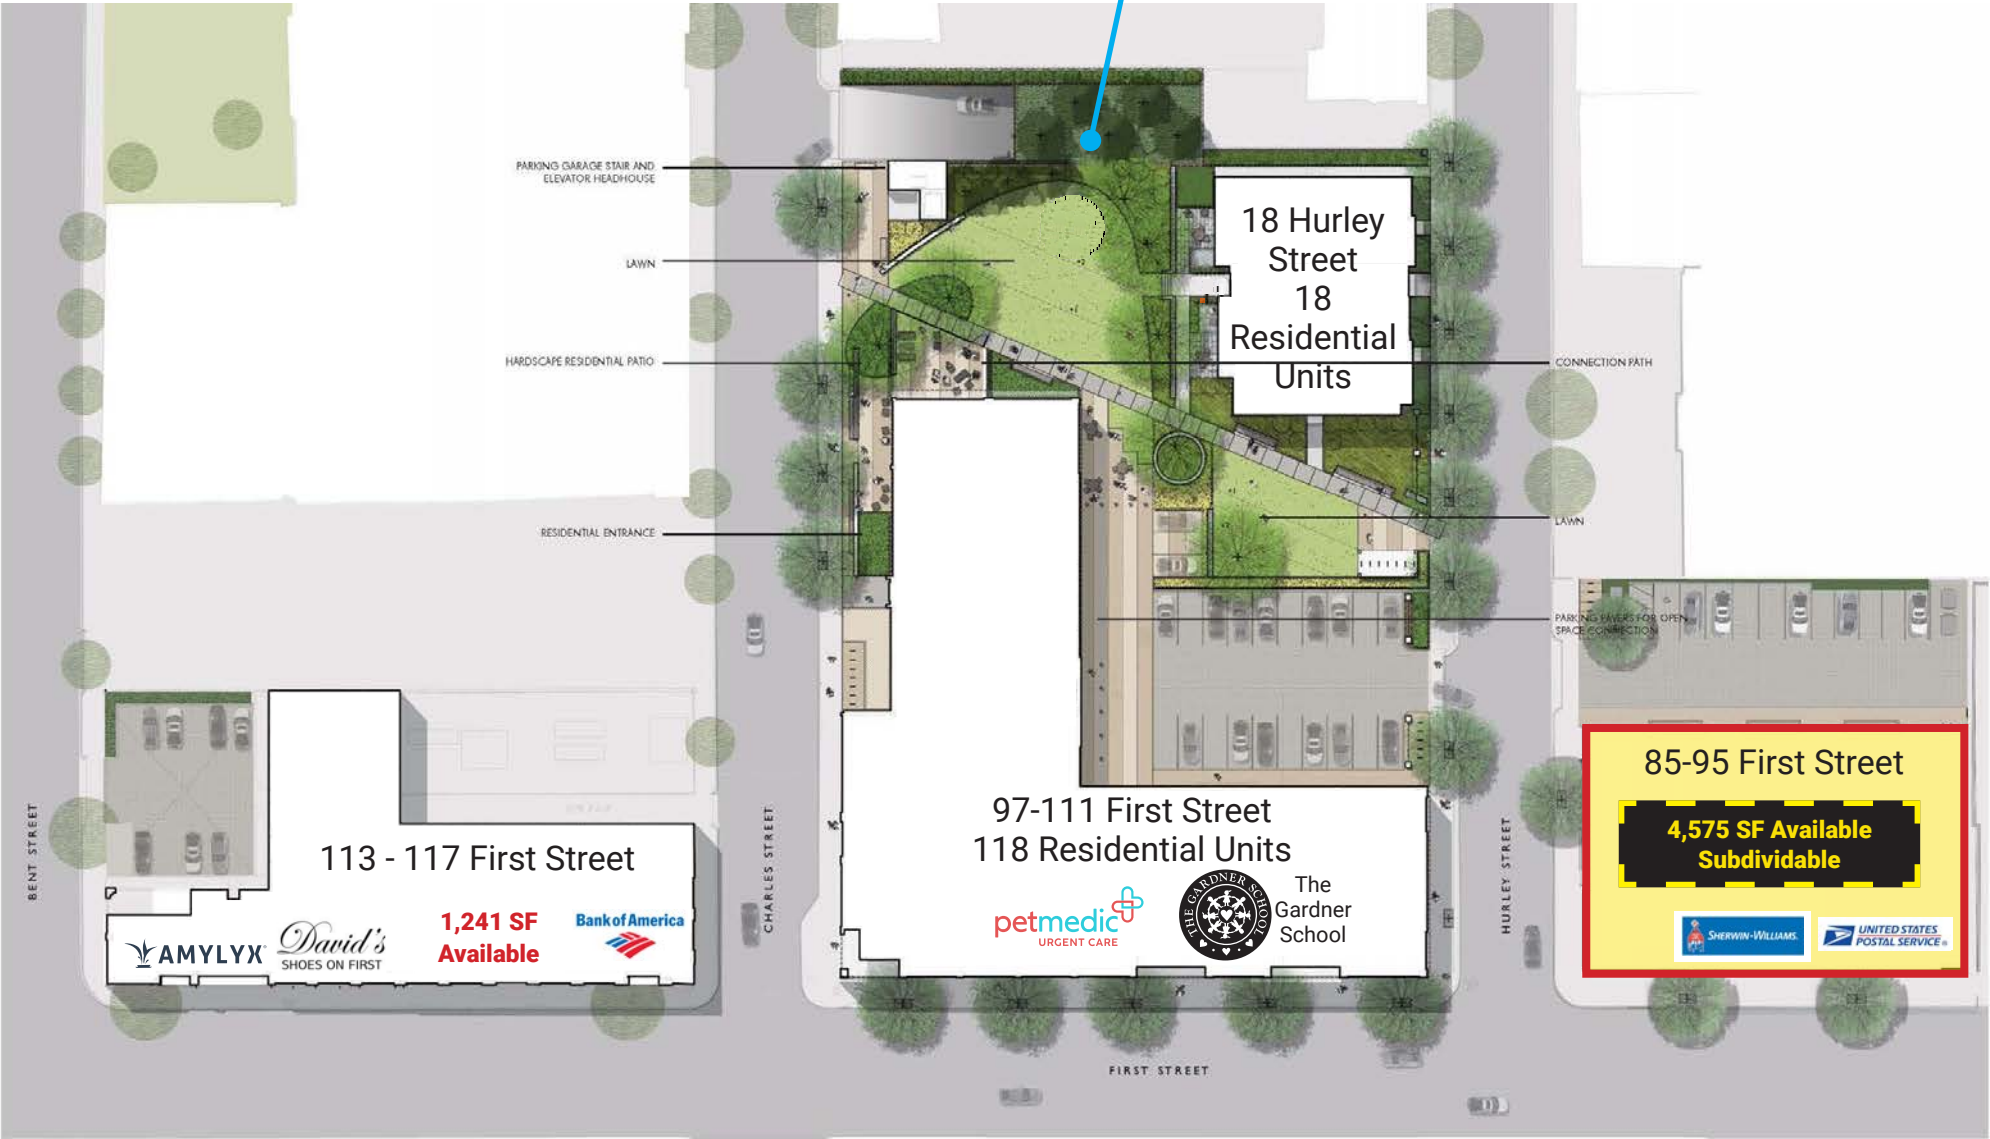 PARKING GARAGE STAIR AND
ELEVATOR HEADHOUSE
LAWN
HARDSCAPE RESIDENTIAL PATIO
RESIDENTIAL ENTRANCE
18 Hurley
Street
18
Residential
Units
CONNECTION PATH
LAWN
PARKING PAVERS FOR OPEN
SPACE CONNECTION
BENT STREET
113 - 117 First Street
AMYLYX
David's
SHOES ON FIRST
1,241 SF
Available
Bank of America
CHARLES STREET
97-111 First Street
118 Residential Units
petmedic
URGENT CARE
THE GARDNER SCHOOL
The
Gardner
School
HURLEY STREET
85-95 First Street
4,575 SF Available
Subdividable
SHERWIN-WILLIAMS.
UNITED STATES
POSTAL SERVICE®
FIRST STREET